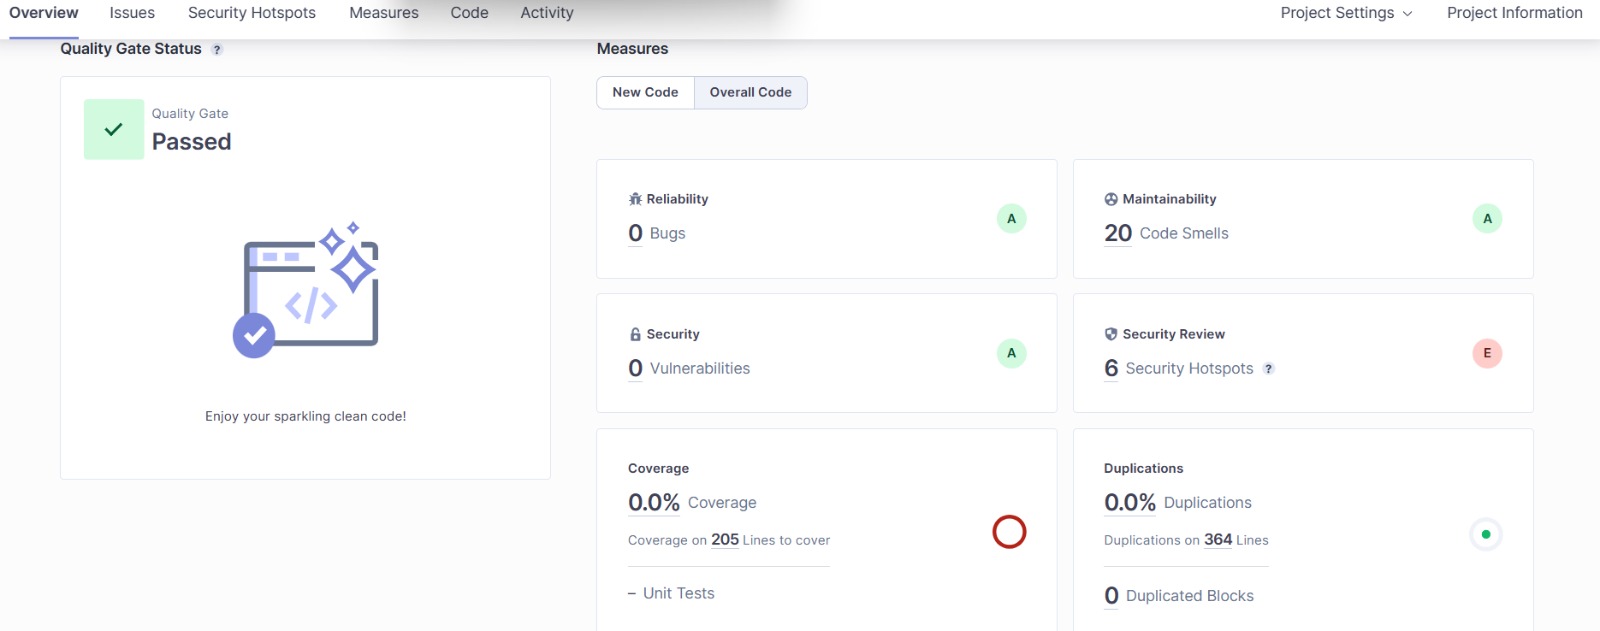 Overview Issues Security Hotspots Measures Code Activity Project Settings Project Information
Quality Gate Status ?
Quality Gate
Passed
Enjoy your sparkling clean code!
Measures
New Code Overall Code
Reliability
0 Bugs
A
Maintainability
20 Code Smells
A
Security
0 Vulnerabilities
A
Security Review
6 Security Hotspots ?
E
Coverage
0.0% Coverage
Coverage on 205 Lines to cover
– Unit Tests
Duplications
0.0% Duplications
Duplications on 364 Lines
0 Duplicated Blocks